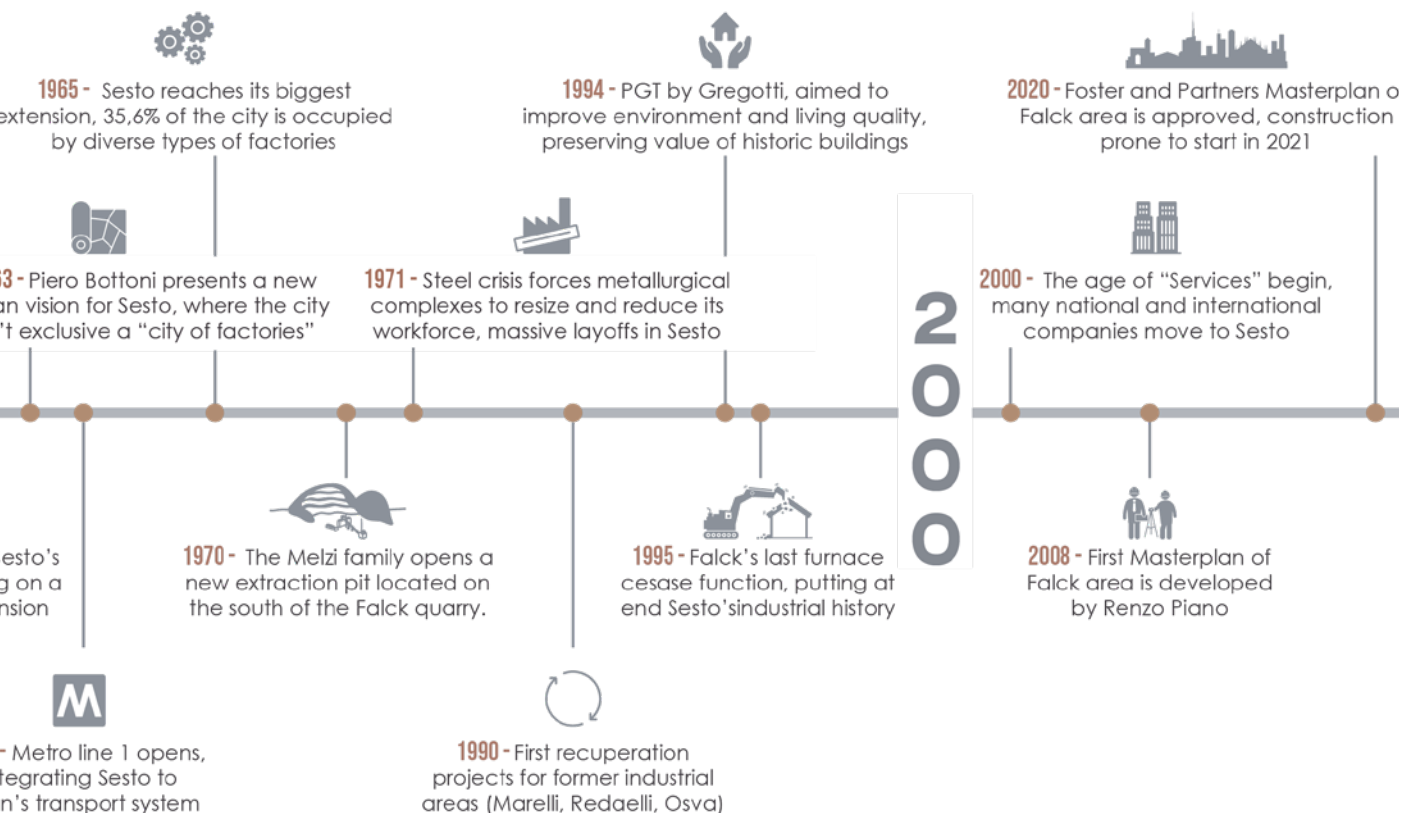 1965 - Sesto reaches its biggest
extension, 35,6% of the city is occupied
by diverse types of factories
1994 - PGT by Gregotti, aimed to
improve environment and living quality,
preserving value of historic buildings
2020 - Foster and Partners Masterplan o
Falck area is approved, construction
prone to start in 2021
63 - Piero Bottoni presents a new
an vision for Sesto, where the city
't exclusive a “city of factories”
1971 - Steel crisis forces metallurgical
complexes to resize and reduce its
workforce, massive layoffs in Sesto
2000
2000 - The age of “Services” begin,
many national and international
companies move to Sesto
esto’s
g on a
nsion
1970 - The Melzi family opens a
new extraction pit located on
the south of the Falck quarry.
1995 - Falck’s last furnace
cesase function, putting at
end Sesto’sindustrial history
2008 - First Masterplan of
Falck area is developed
by Renzo Piano
M
- Metro line 1 opens,
tegrating Sesto to
n’s transport system
1990 - First recuperation
projects for former industrial
areas (Marelli, Redaelli, Osva)